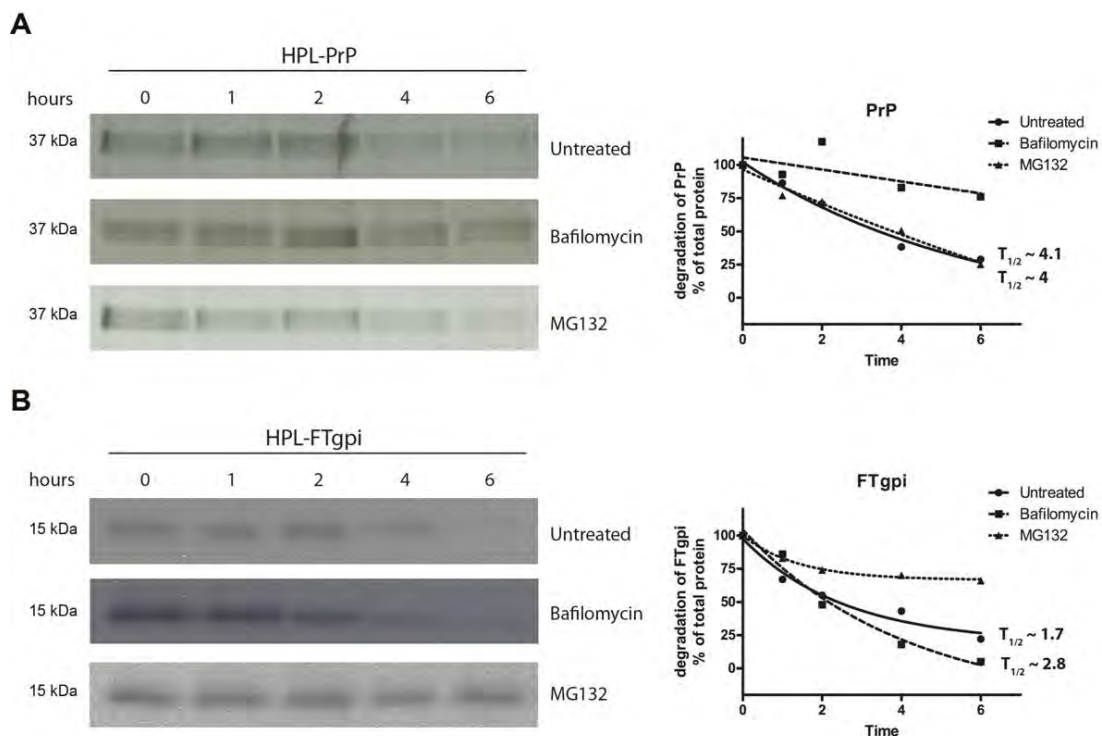 A
HPL-PrP
hours 0 1 2 4 6
37 kDa Untreated
37 kDa Bafilomycin
37 kDa MG132
PrP
Untreated
Bafilomycin
MG132
degradation of PrP
% of total protein
100
75
50
25
0
T1/2 ~ 4.1
T1/2 ~ 4
0 2 4 6
Time
B
HPL-FTgpi
hours 0 1 2 4 6
15 kDa Untreated
15 kDa Bafilomycin
15 kDa MG132
FTgpi
Untreated
Bafilomycin
MG132
degradation of FTgpi
% of total protein
100
75
50
25
0
T1/2 ~ 1.7
T1/2 ~ 2.8
0 2 4 6
Time